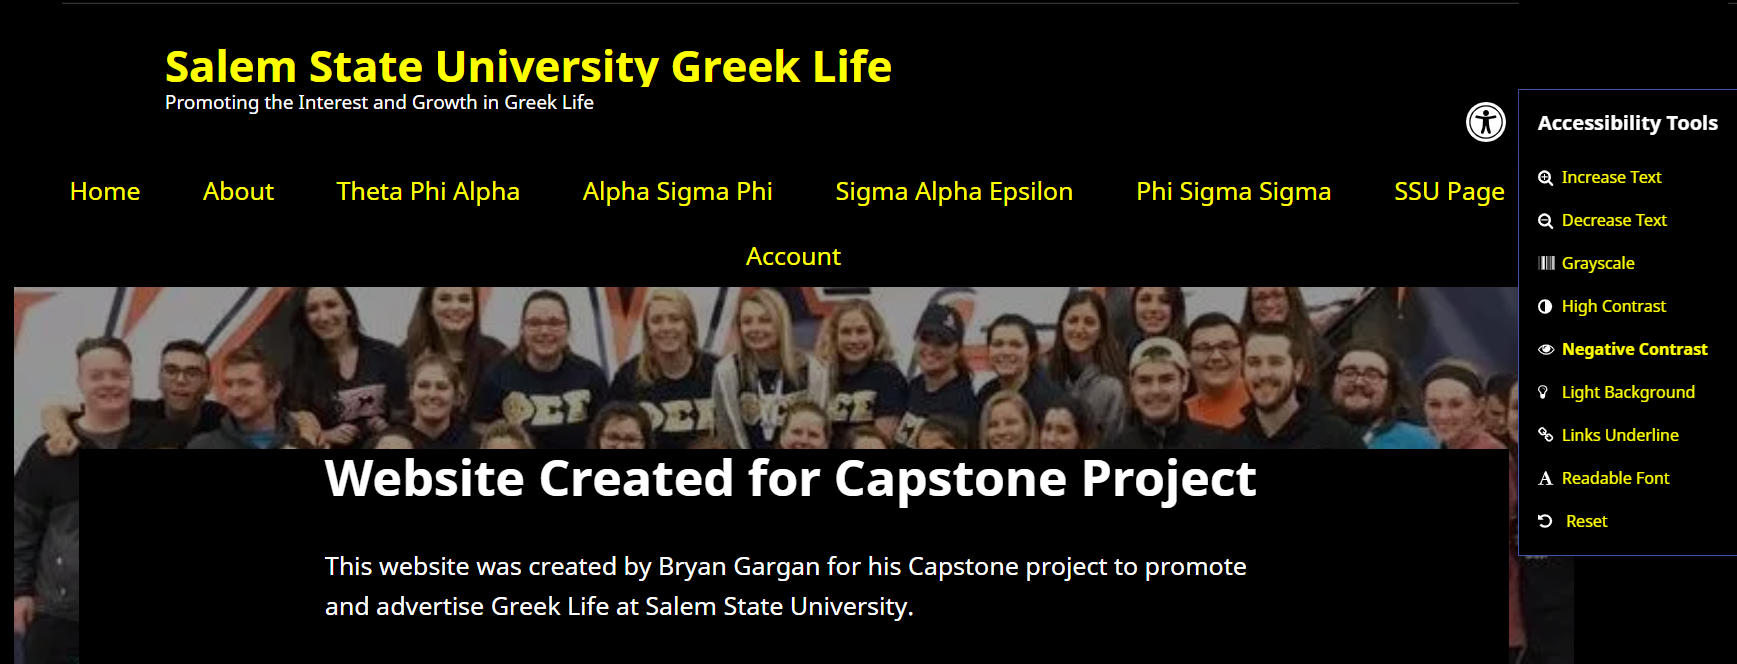 Salem State University Greek Life
Promoting the Interest and Growth in Greek Life
Home About Theta Phi Alpha Alpha Sigma Phi Sigma Alpha Epsilon Phi Sigma Sigma SSU Page
Account
Accessibility Tools
Increase Text
Decrease Text
Grayscale
High Contrast
Negative Contrast
Light Background
Links Underline
Readable Font
Reset
Website Created for Capstone Project
This website was created by Bryan Gargan for his Capstone project to promote
and advertise Greek Life at Salem State University.